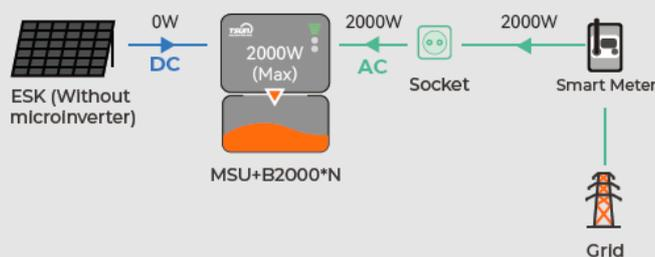 0W
DC
ESK (Without
microinverter)
TSUN
2000W
(Max)
MSU+B2000*N
2000W
AC
Socket
2000W
Smart Meter
Grid